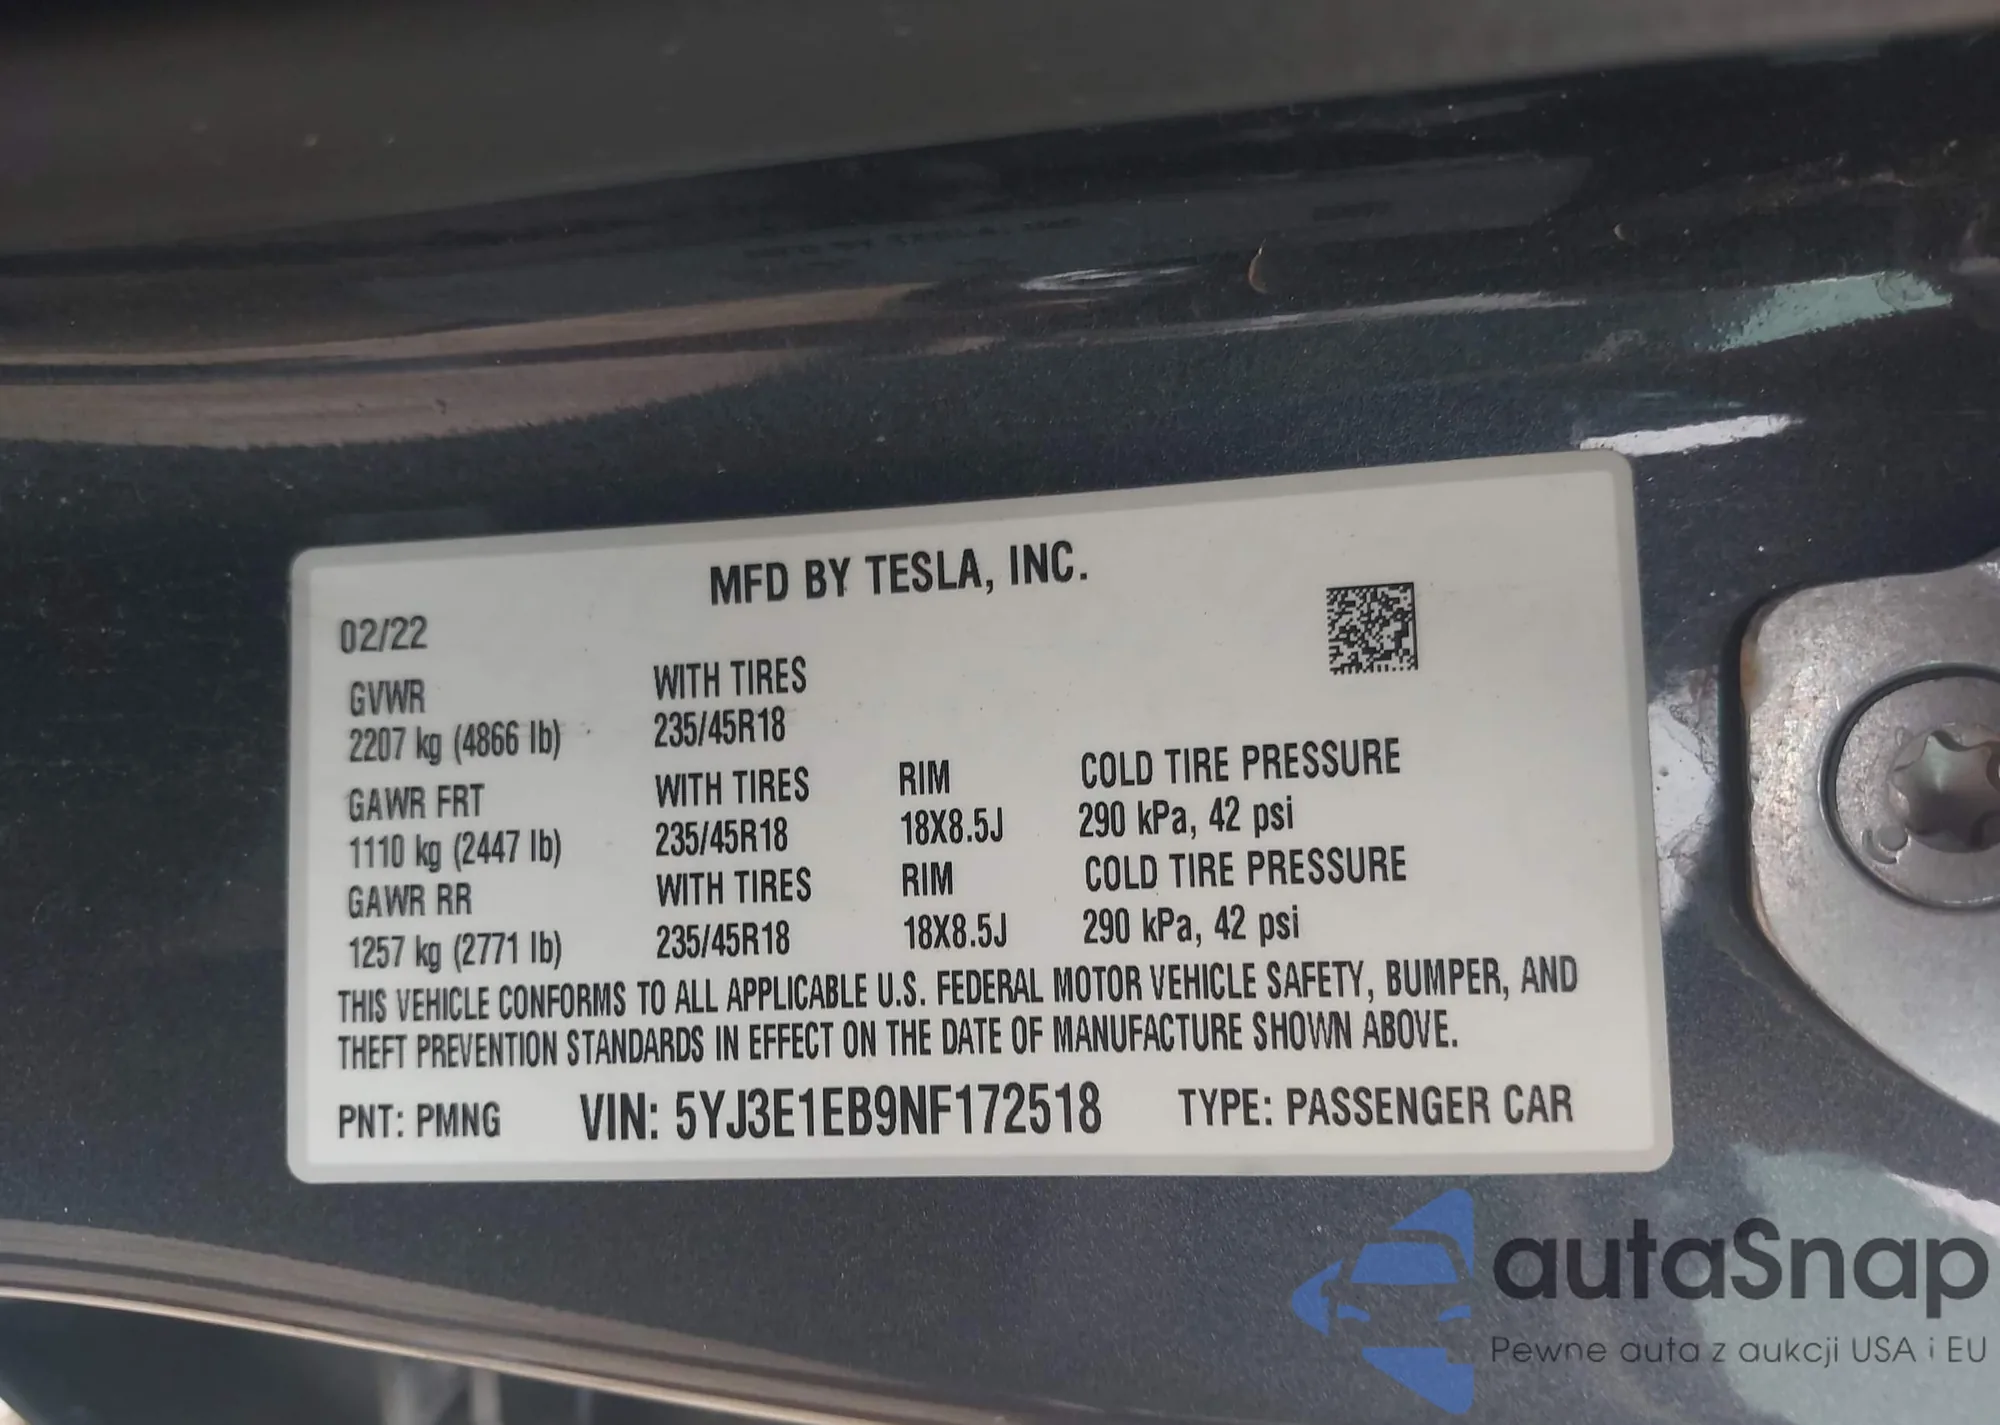 MFD BY TESLA, INC.
02/22
GVWR WITH TIRES
2207 kg (4866 lb) 235/45R18
GAWR FRT WITH TIRES RIM COLD TIRE PRESSURE
1110 kg (2447 lb) 235/45R18 18X8.5J 290 kPa, 42 psi
GAWR RR WITH TIRES RIM COLD TIRE PRESSURE
1257 kg (2771 lb) 235/45R18 18X8.5J 290 kPa, 42 psi
THIS VEHICLE CONFORMS TO ALL APPLICABLE U.S. FEDERAL MOTOR VEHICLE SAFETY, BUMPER, AND
THEFT PREVENTION STANDARDS IN EFFECT ON THE DATE OF MANUFACTURE SHOWN ABOVE.
PNT: PMNG VIN: 5YJ3E1EB9NF172518 TYPE: PASSENGER CAR
autaSnap
Pewne auta z aukcji USA i EU